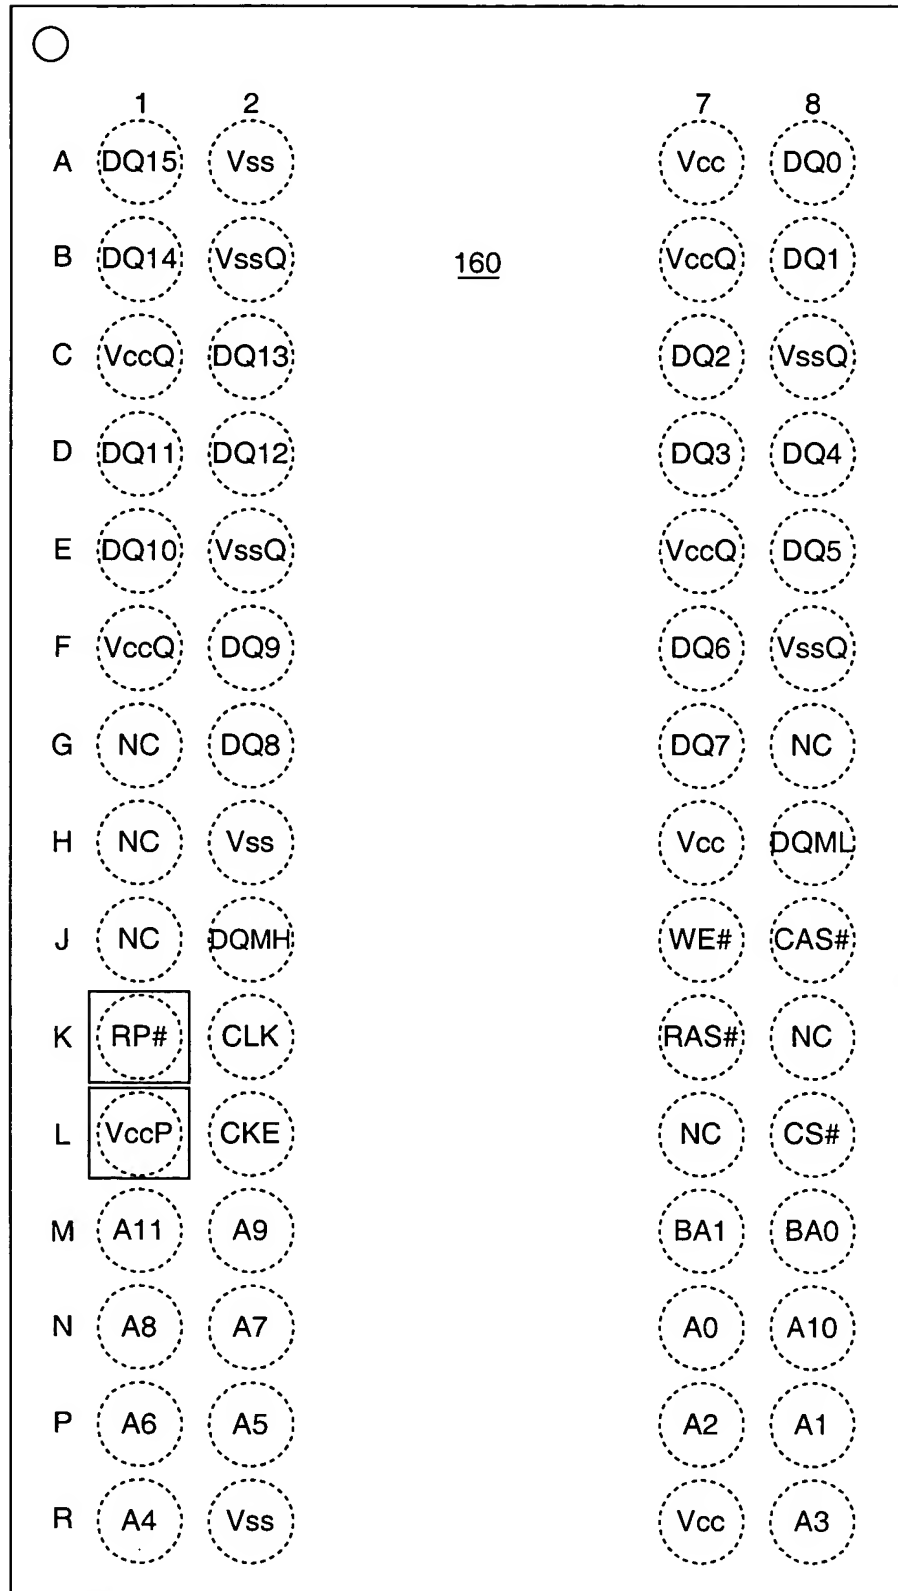 1 2 7 8
A DQ15 Vss Vcc DQ0
B DQ14 VssQ 160 VccQ DQ1
C VccQ DQ13 DQ2 VssQ
D DQ11 DQ12 DQ3 DQ4
E DQ10 VssQ VccQ DQ5
F VccQ DQ9 DQ6 VssQ
G NC DQ8 DQ7 NC
H NC Vss Vcc DQML
J NC DQMH WE# CAS#
K RP# CLK RAS# NC
L VccP CKE NC CS#
M A11 A9 BA1 BA0
N A8 A7 A0 A10
P A6 A5 A2 A1
R A4 Vss Vcc A3